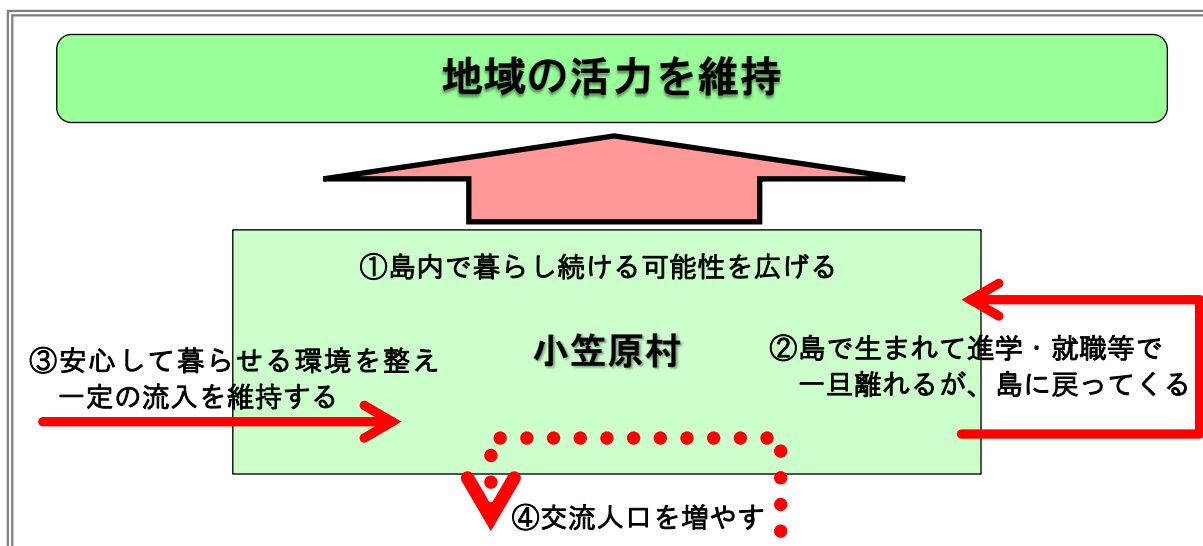 地域の活力を維持
①島内で暮らし続ける可能性を広げる
小笠原村
③安心して暮らせる環境を整え
一定の流入を維持する
②島で生まれて進学・就職等で
一旦離れるが、島に戻ってくる
④交流人口を増やす